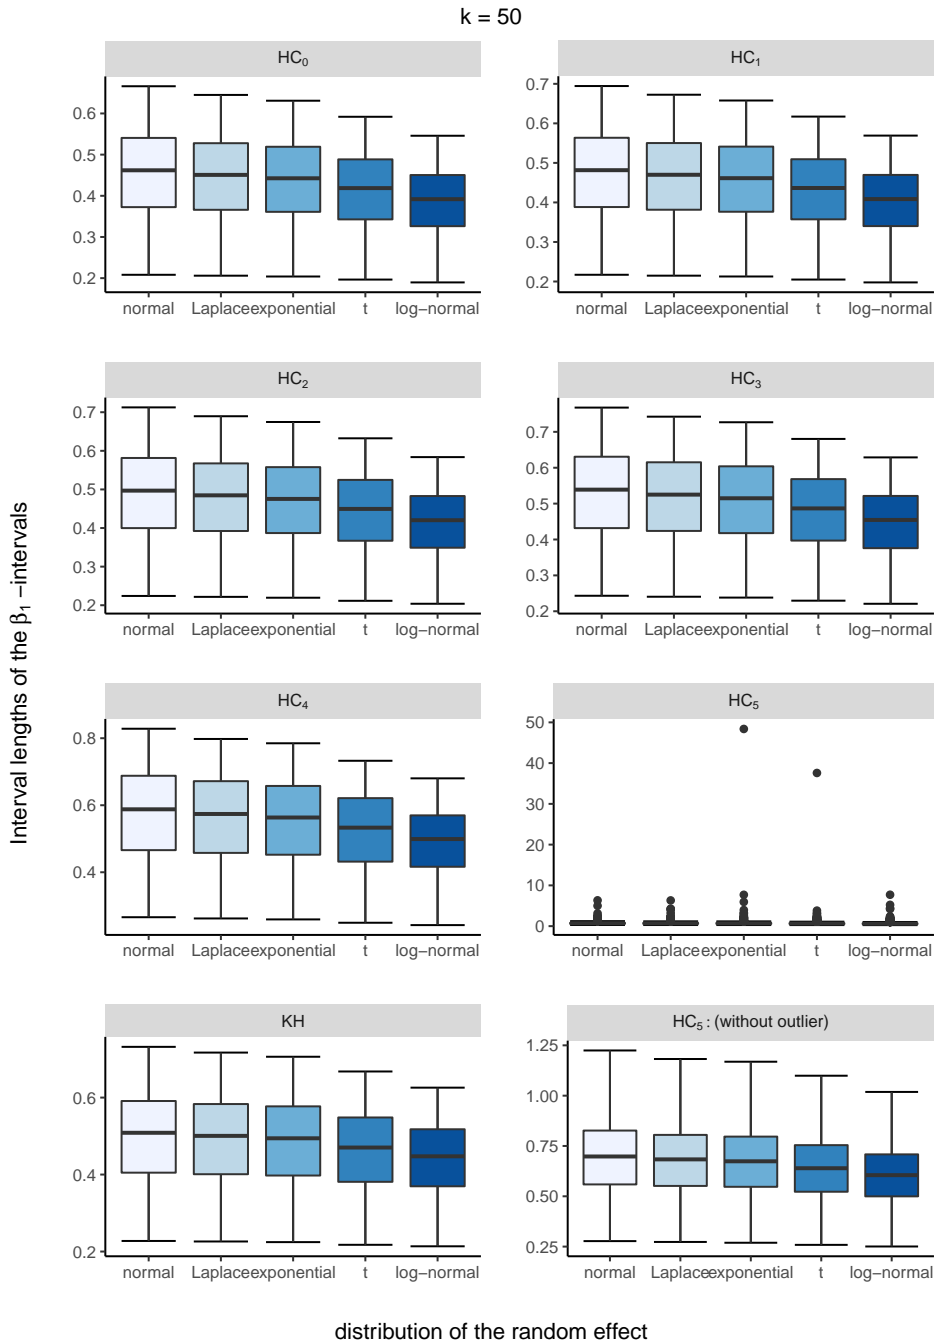 k = 50
HC₀
0.6
0.5
0.4
0.3
0.2
normal Laplace exponential t log−normal
HC₁
0.7
0.6
0.5
0.4
0.3
0.2
normal Laplace exponential t log−normal
HC₂
0.7
0.6
0.5
0.4
0.3
0.2
normal Laplace exponential t log−normal
HC₃
0.7
0.6
0.5
0.4
0.3
0.2
normal Laplace exponential t log−normal
Interval lengths of the β₁ −intervals
HC₄
0.8
0.6
0.4
normal Laplace exponential t log−normal
HC₅
50
40
30
20
10
0
normal Laplace exponential t log−normal
KH
0.6
0.4
0.2
normal Laplace exponential t log−normal
HC₅ : (without outlier)
1.25
1.00
0.75
0.50
0.25
normal Laplace exponential t log−normal
distribution of the random effect